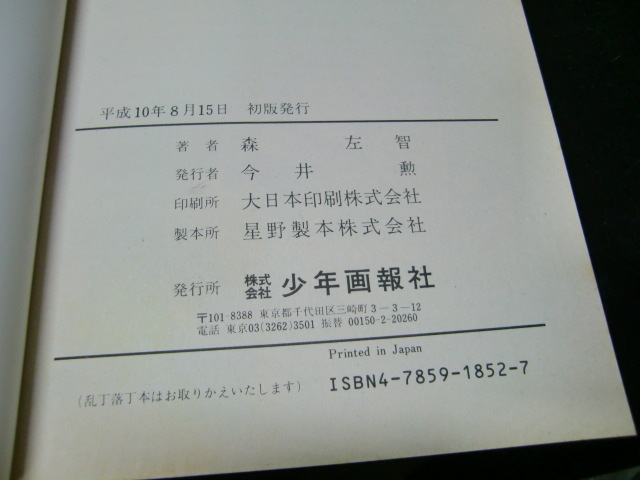 平成10年8月15日　初版発行
著者　森　左智
発行者　今井　勲
印刷所　大日本印刷株式会社
製本所　星野製本株式会社
発行所　株式会社 少年画報社
〒101-8388 東京都千代田区三崎町3-3-12
電話 東京03(3262)3501 振替 00150-2-20260
Printed in Japan
(乱丁落丁本はお取りかえいたします)　ISBN4-7859-1852-7